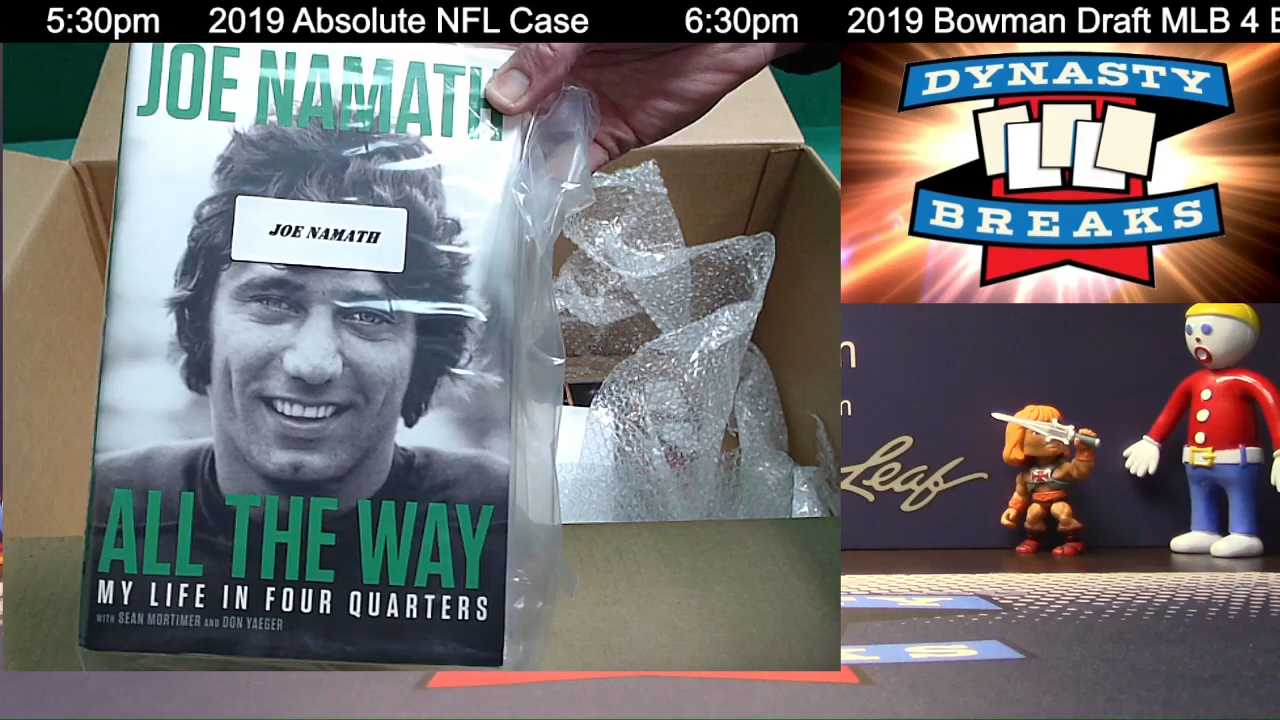 5:30pm 2019 Absolute NFL Case 6:30pm 2019 Bowman Draft MLB 4 B
JOE NAMATH
JOE NAMATH
ALL THE WAY
MY LIFE IN FOUR QUARTERS
WITH SEAN MORTIMER AND DON YAEGER
DYNASTY
BREAKS
n
m
Leaf